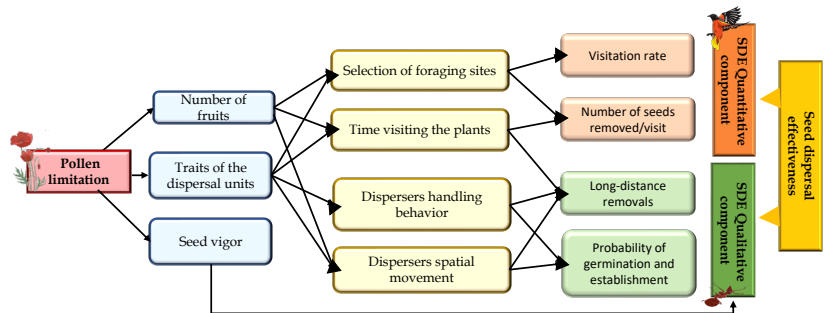 Pollen
limitation
Number of
fruits
Traits of the
dispersal units
Seed vigor
Selection of foraging sites
Time visiting the plants
Dispersers handling
behavior
Dispersers spatial
movement
Visitation rate
Number of seeds
removed/visit
Long-distance
removals
Probability of
germination and
establishment
SDE Quantitative
component
SDE Qualitative
component
Seed dispersal
effectiveness